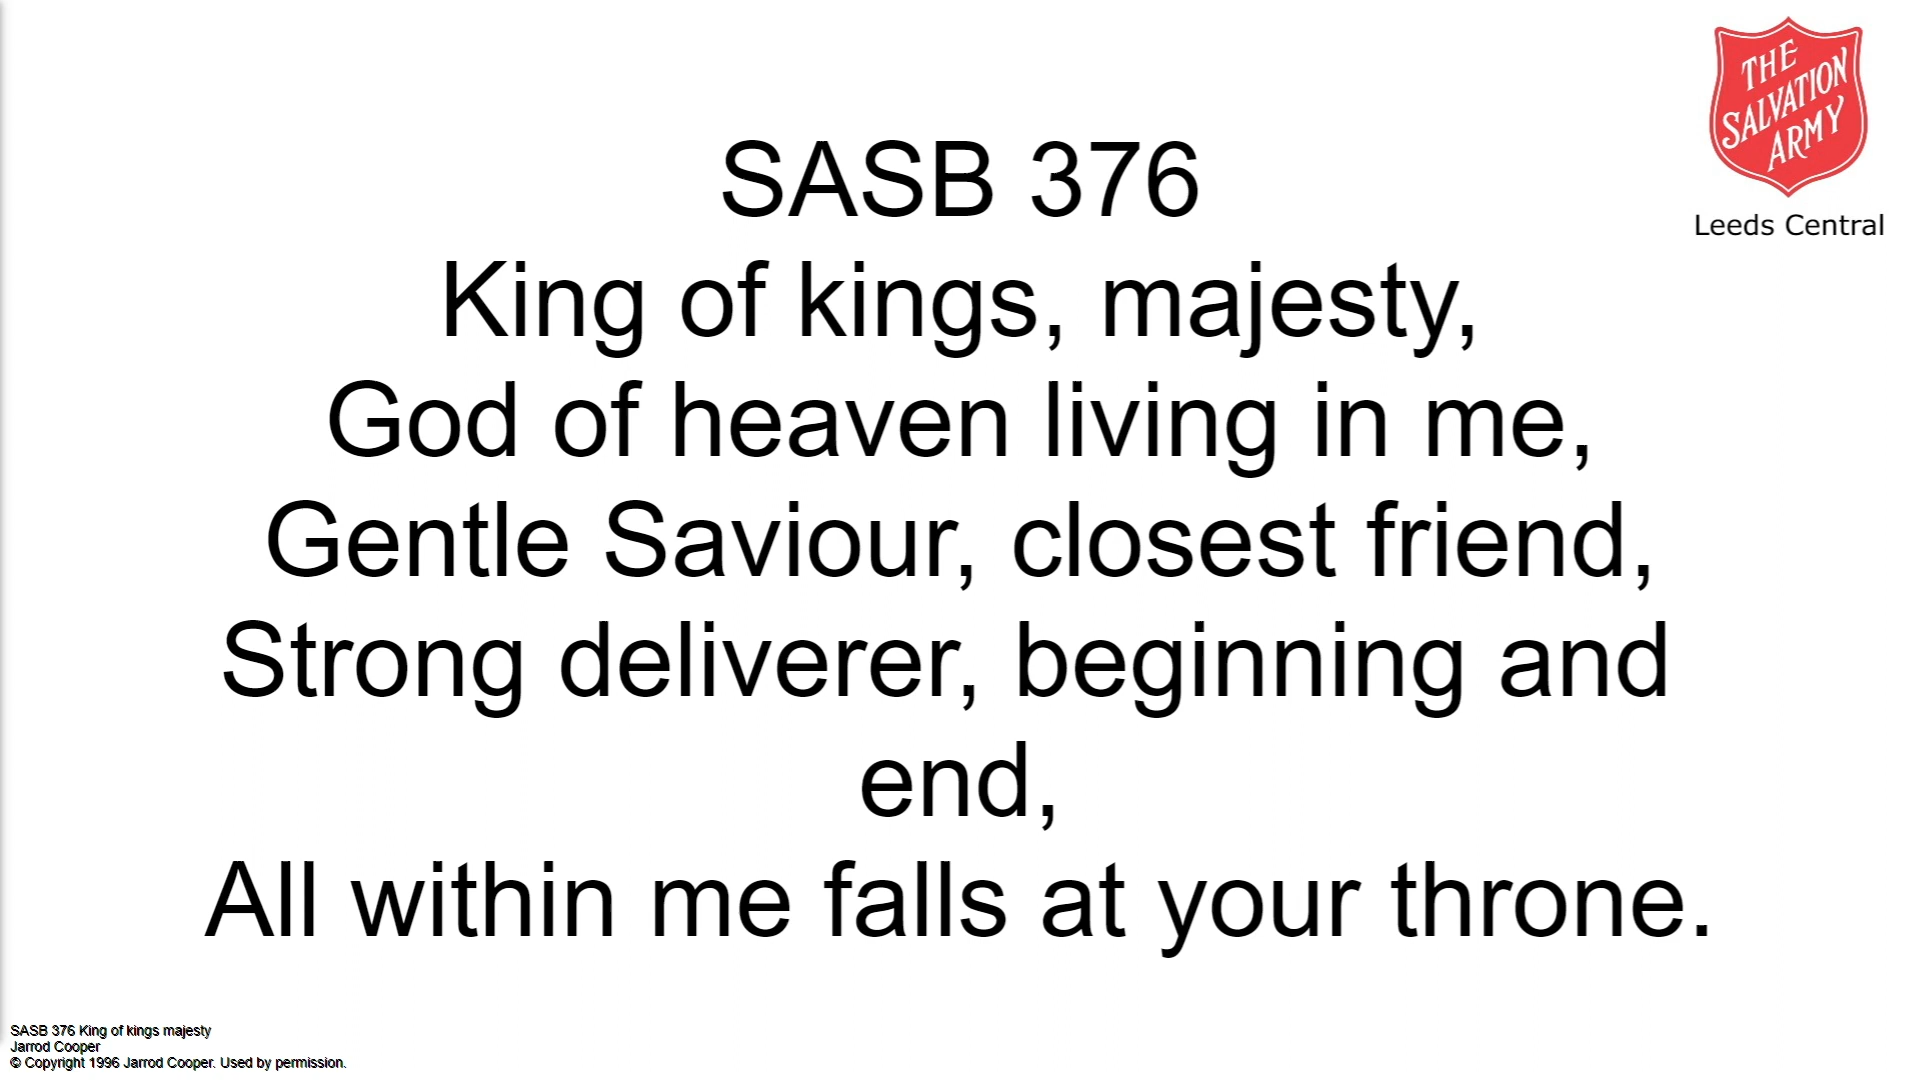 THE
SALVATION
ARMY
Leeds Central
SASB 376
King of kings, majesty,
God of heaven living in me,
Gentle Saviour, closest friend,
Strong deliverer, beginning and
end,
All within me falls at your throne.
SASB 376 King of kings majesty
Jarrod Cooper
© Copyright 1996 Jarrod Cooper. Used by permission.